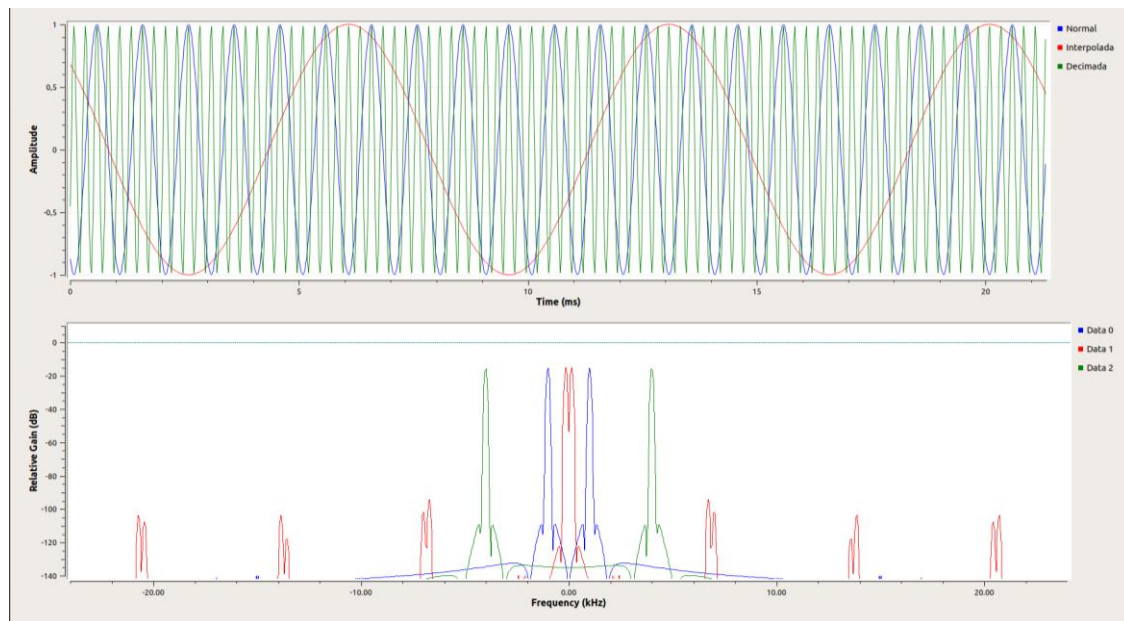 1
0,5
0
-0,5
-1
Amplitude
0 5 10 15 20
Time (ms)
Normal
Interpolada
Decimada
0
-20
-40
-60
-80
-100
-120
-140
Relative Gain (dB)
-20.00 -10.00 0.00 10.00 20.00
Frequency (kHz)
Data 0
Data 1
Data 2